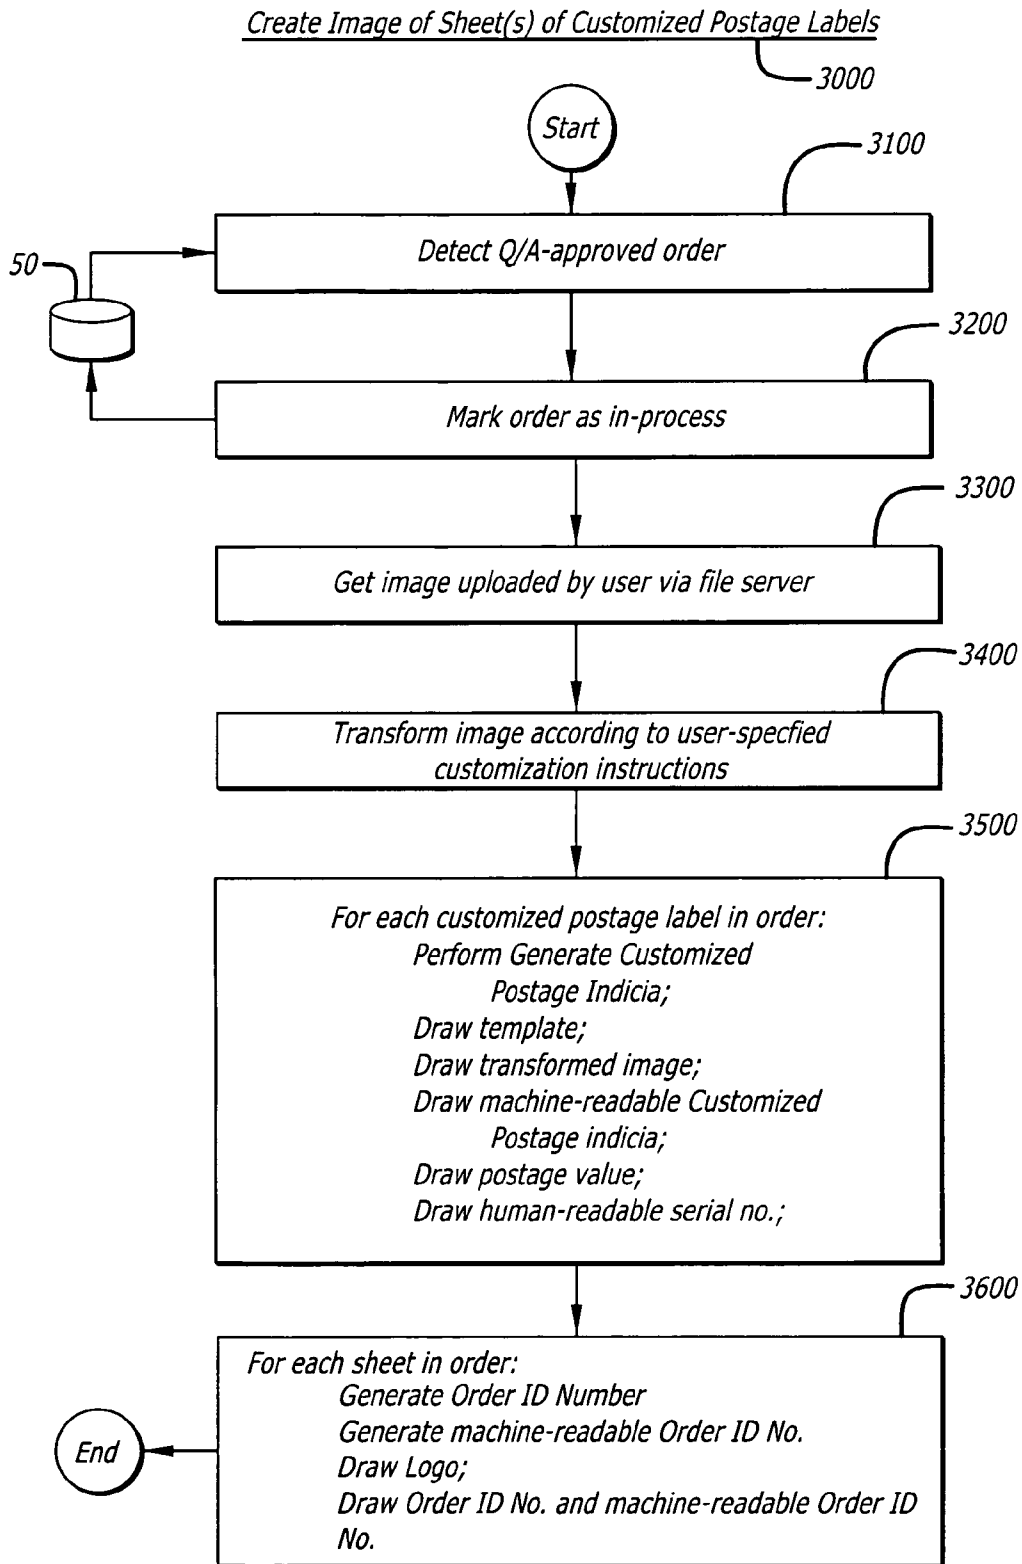 Create Image of Sheet(s) of Customized Postage Labels
3000
Start
3100
Detect Q/A-approved order
50
3200
Mark order as in-process
3300
Get image uploaded by user via file server
3400
Transform image according to user-specfied
customization instructions
3500
For each customized postage label in order:
Perform Generate Customized
Postage Indicia;
Draw template;
Draw transformed image;
Draw machine-readable Customized
Postage indicia;
Draw postage value;
Draw human-readable serial no.;
3600
For each sheet in order:
Generate Order ID Number
Generate machine-readable Order ID No.
Draw Logo;
Draw Order ID No. and machine-readable Order ID
No.
End